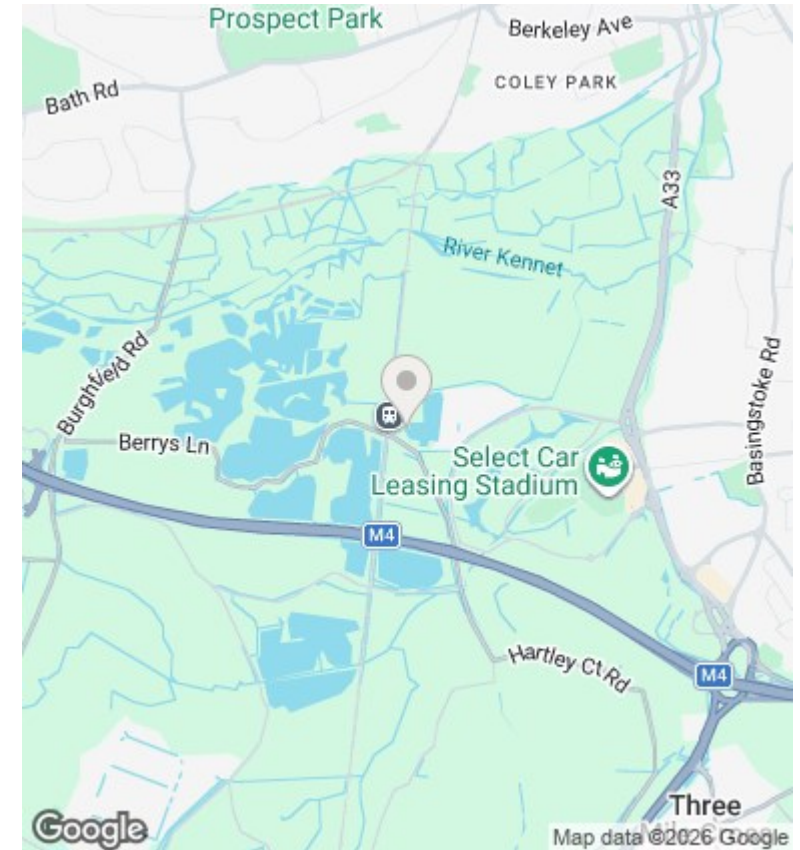 Prospect Park
Berkeley Ave
COLEY PARK
Bath Rd
A33
River Kennet
Burghfield Rd
Basingstoke Rd
Berrys Ln
Select Car
Leasing Stadium
M4
Hartley Ct Rd
M4
Three
Google
Map data ©2026 Google